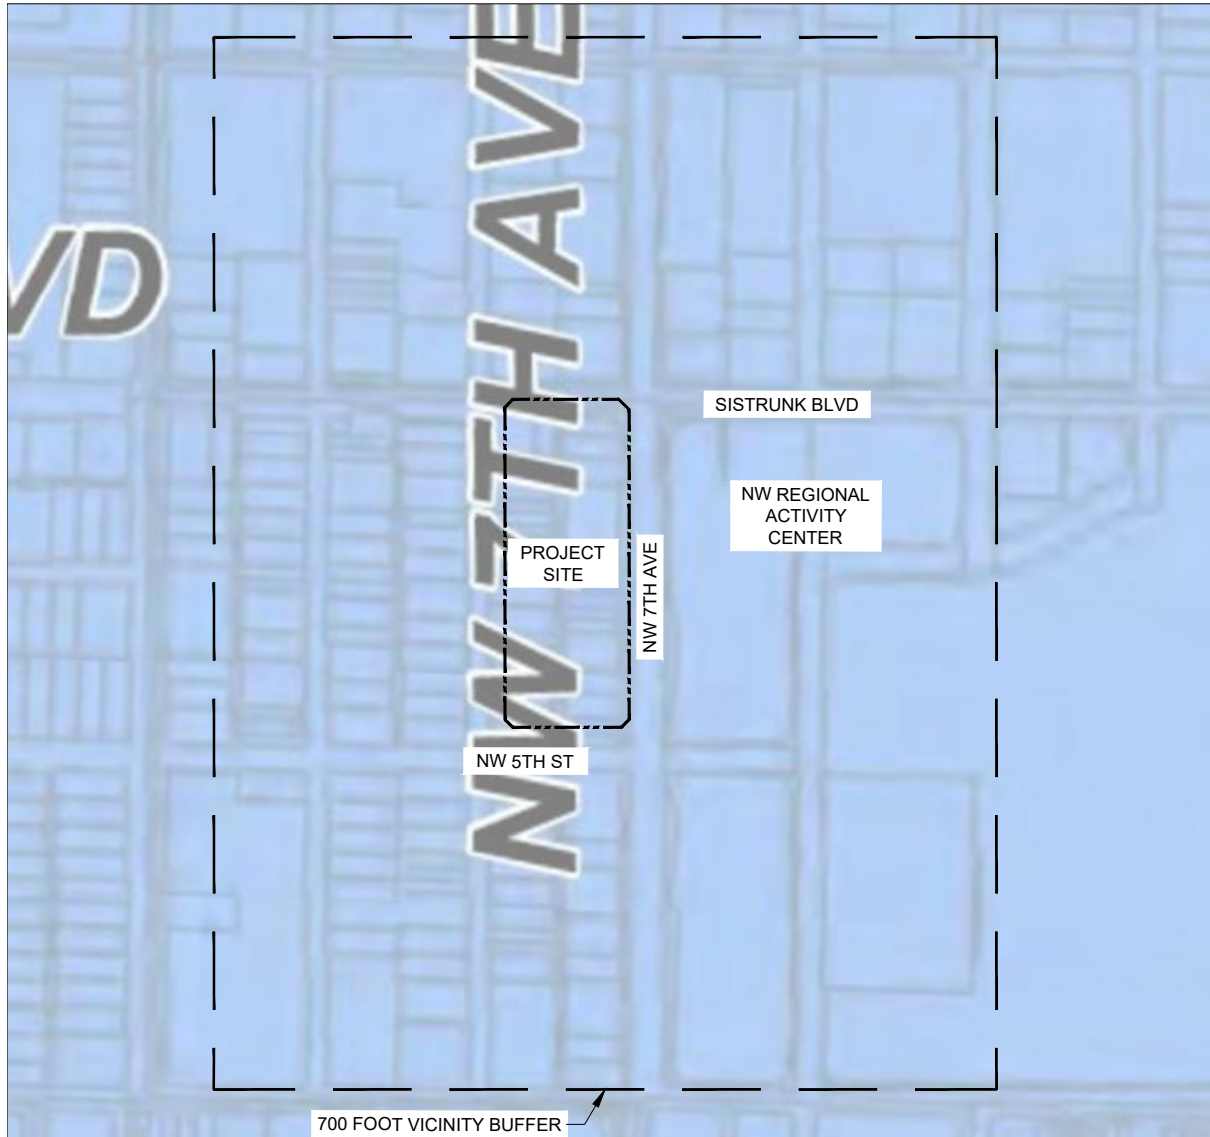 NW 7TH AVE
VD
SISTRUNK BLVD
NW REGIONAL
ACTIVITY
CENTER
PROJECT
SITE
NW 7TH AVE
NW 5TH ST
700 FOOT VICINITY BUFFER